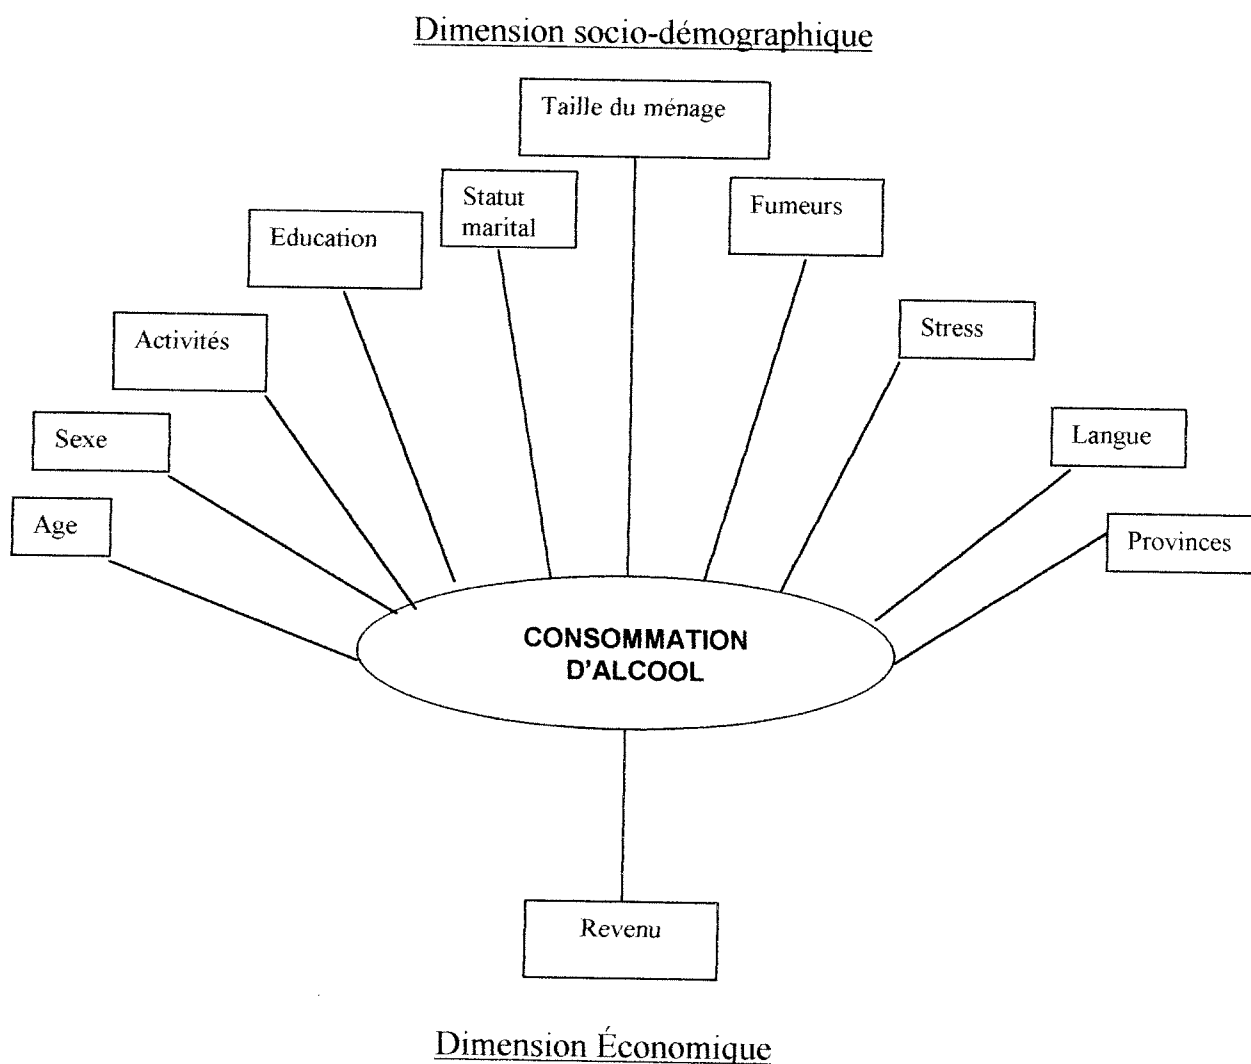 Dimension socio-démographique
Taille du ménage
Statut
marital
Fumeurs
Education
Stress
Activités
Sexe
Langue
Age
Provinces
CONSOMMATION
D'ALCOOL
Revenu
Dimension Économique